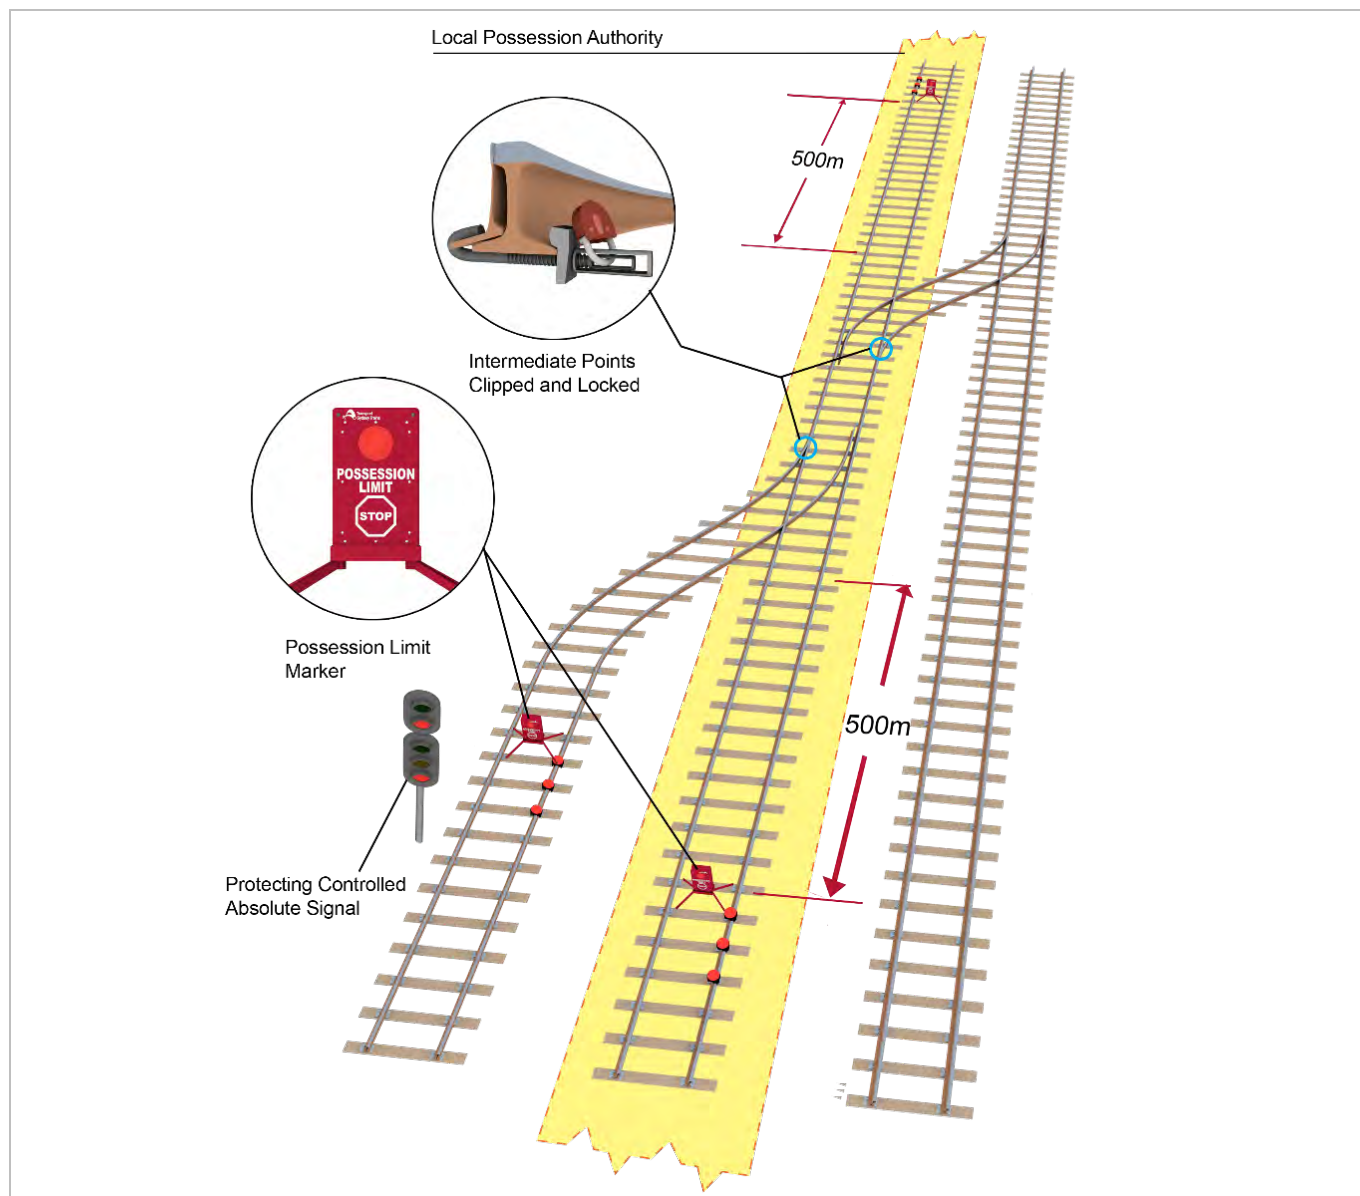 Local Possession Authority
500m
Intermediate Points
Clipped and Locked
POSSESSION
LIMIT
STOP
Possession Limit
Marker
500m
Protecting Controlled
Absolute Signal